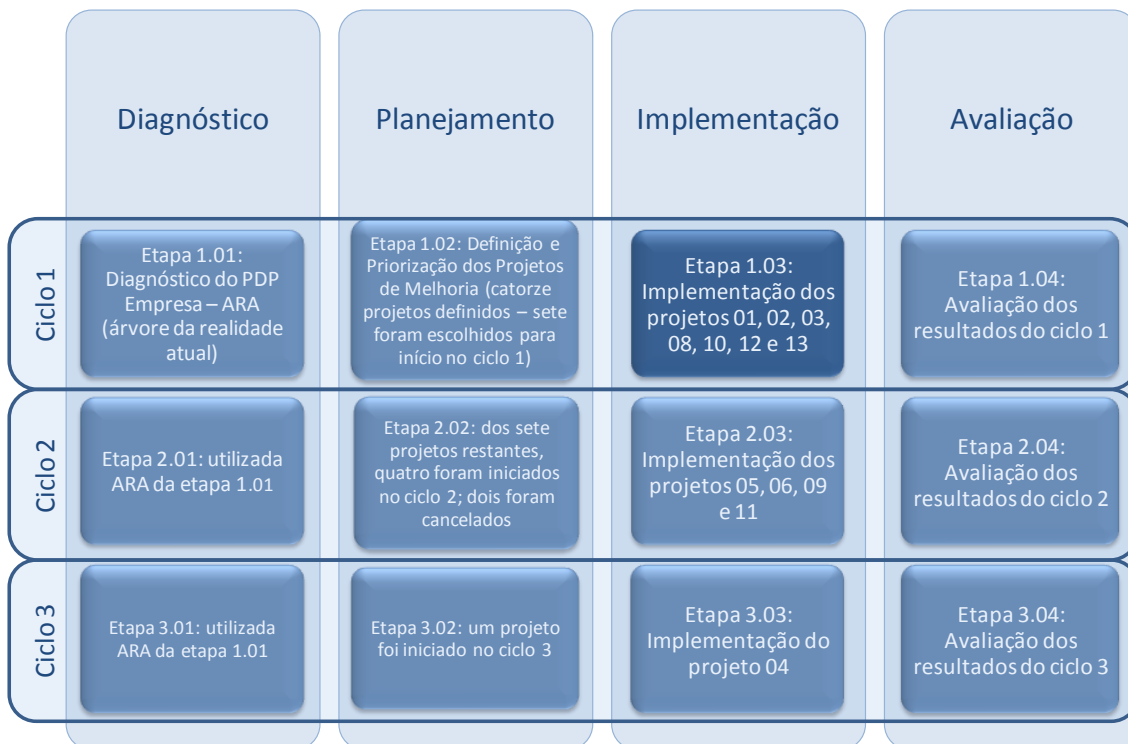 Diagnóstico
Planejamento
Implementação
Avaliação
Ciclo 1
Etapa 1.01:
Diagnóstico do PDP
Empresa – ARA
(árvore da realidade
atual)
Etapa 1.02: Definição e
Priorização dos Projetos
de Melhoria (catorze
projetos definidos – sete
foram escolhidos para
início no ciclo 1)
Etapa 1.03:
Implementação dos
projetos 01, 02, 03,
08, 10, 12 e 13
Etapa 1.04:
Avaliação dos
resultados do ciclo 1
Ciclo 2
Etapa 2.01: utilizada
ARA da etapa 1.01
Etapa 2.02: dos sete
projetos restantes,
quatro foram iniciados
no ciclo 2; dois foram
cancelados
Etapa 2.03:
Implementação dos
projetos 05, 06, 09
e 11
Etapa 2.04:
Avaliação dos
resultados do ciclo 2
Ciclo 3
Etapa 3.01: utilizada
ARA da etapa 1.01
Etapa 3.02: um projeto
foi iniciado no ciclo 3
Etapa 3.03:
Implementação do
projeto 04
Etapa 3.04:
Avaliação dos
resultados do ciclo 3